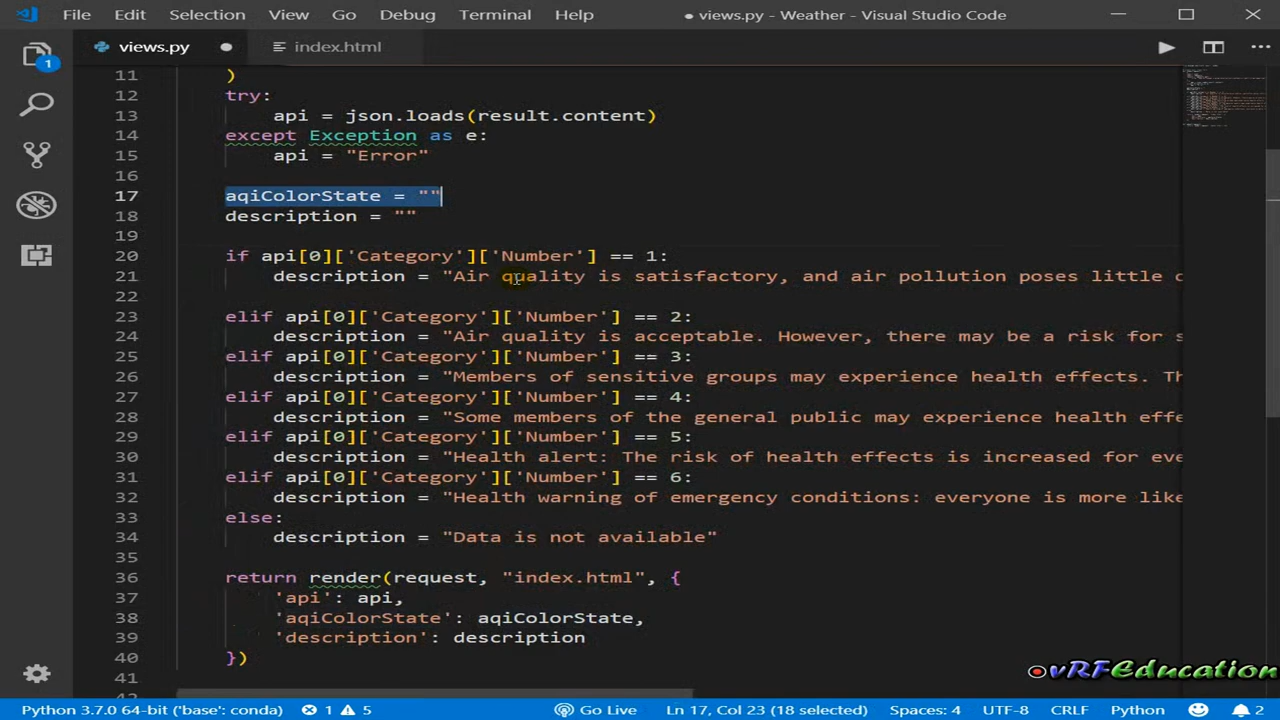 File Edit Selection View Go Debug Terminal Help ● views.py - Weather - Visual Studio Code
views.py ● index.html
1
11 )
12 try:
13 api = json.loads(result.content)
14 except Exception as e:
15 api = "Error"
16
17 aqiColorState = ""
18 description = ""
19
20 if api[0]['Category']['Number'] == 1:
21 description = "Air quality is satisfactory, and air pollution poses little
22
23 elif api[0]['Category']['Number'] == 2:
24 description = "Air quality is acceptable. However, there may be a risk for
25 elif api[0]['Category']['Number'] == 3:
26 description = "Members of sensitive groups may experience health effects.
27 elif api[0]['Category']['Number'] == 4:
28 description = "Some members of the general public may experience health
29 elif api[0]['Category']['Number'] == 5:
30 description = "Health alert: The risk of health effects is increased for
31 elif api[0]['Category']['Number'] == 6:
32 description = "Health warning of emergency conditions: everyone is more
33 else:
34 description = "Data is not available"
35
36 return render(request, "index.html", {
37 'api': api,
38 'aqiColorState': aqiColorState,
39 'description': description
40 })
41
vRFEducation
Python 3.7.0 64-bit ('base': conda) 1 5 Go Live Ln 17, Col 23 (18 selected) Spaces: 4 UTF-8 CRLF Python 2